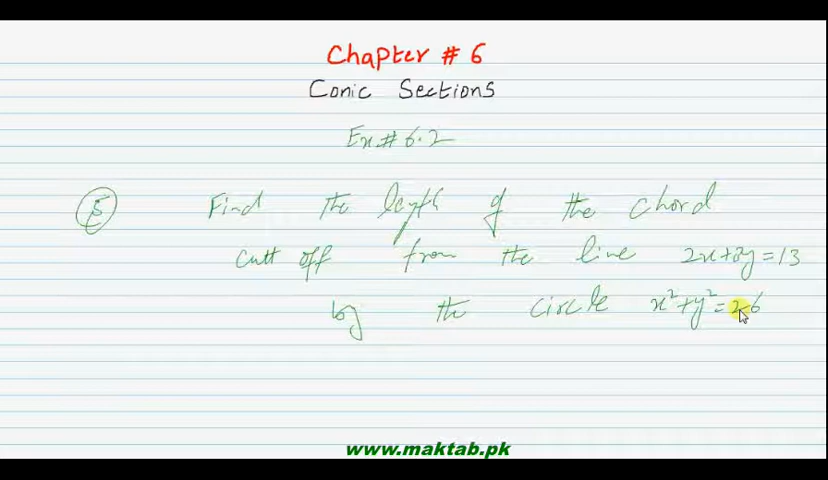 Chapter # 6
Conic Sections
Ex# 6.2
5 Find the length of the chord
cutt off from the line 2x+3y=13
by the circle x²+y²=26
www.maktab.pk